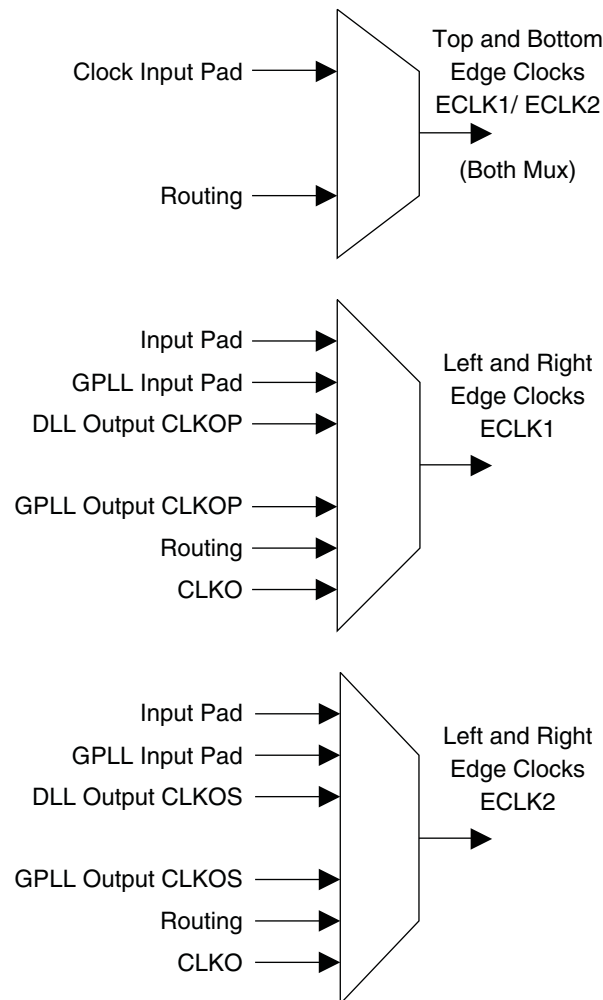 Clock Input Pad
Routing
Top and Bottom
Edge Clocks
ECLK1/ ECLK2
(Both Mux)
Input Pad
GPLL Input Pad
DLL Output CLKOP
GPLL Output CLKOP
Routing
CLKO
Left and Right
Edge Clocks
ECLK1
Input Pad
GPLL Input Pad
DLL Output CLKOS
GPLL Output CLKOS
Routing
CLKO
Left and Right
Edge Clocks
ECLK2